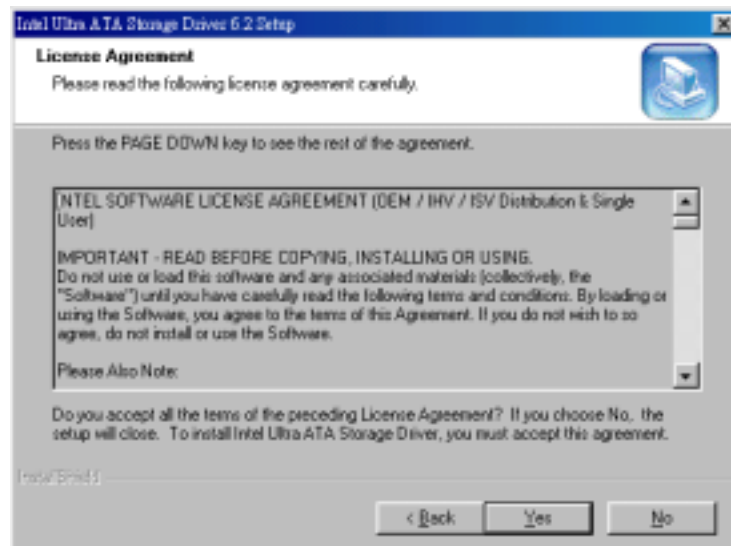 Intel Ultra ATA Storage Driver 6.2 Setup
License Agreement
Please read the following license agreement carefully.
Press the PAGE DOWN key to see the rest of the agreement.
INTEL SOFTWARE LICENSE AGREEMENT (OEM / IHV / ISV Distribution & Single
User)
IMPORTANT - READ BEFORE COPYING, INSTALLING OR USING.
Do not use or load this software and any associated materials (collectively, the
"Software") until you have carefully read the following terms and conditions. By loading or
using the Software, you agree to the terms of this Agreement. If you do not wish to so
agree, do not install or use the Software.
Please Also Note:
Do you accept all the terms of the preceding License Agreement? If you choose No, the
setup will close. To install Intel Ultra ATA Storage Driver, you must accept this agreement.
InstallShield
< Back
Yes
No